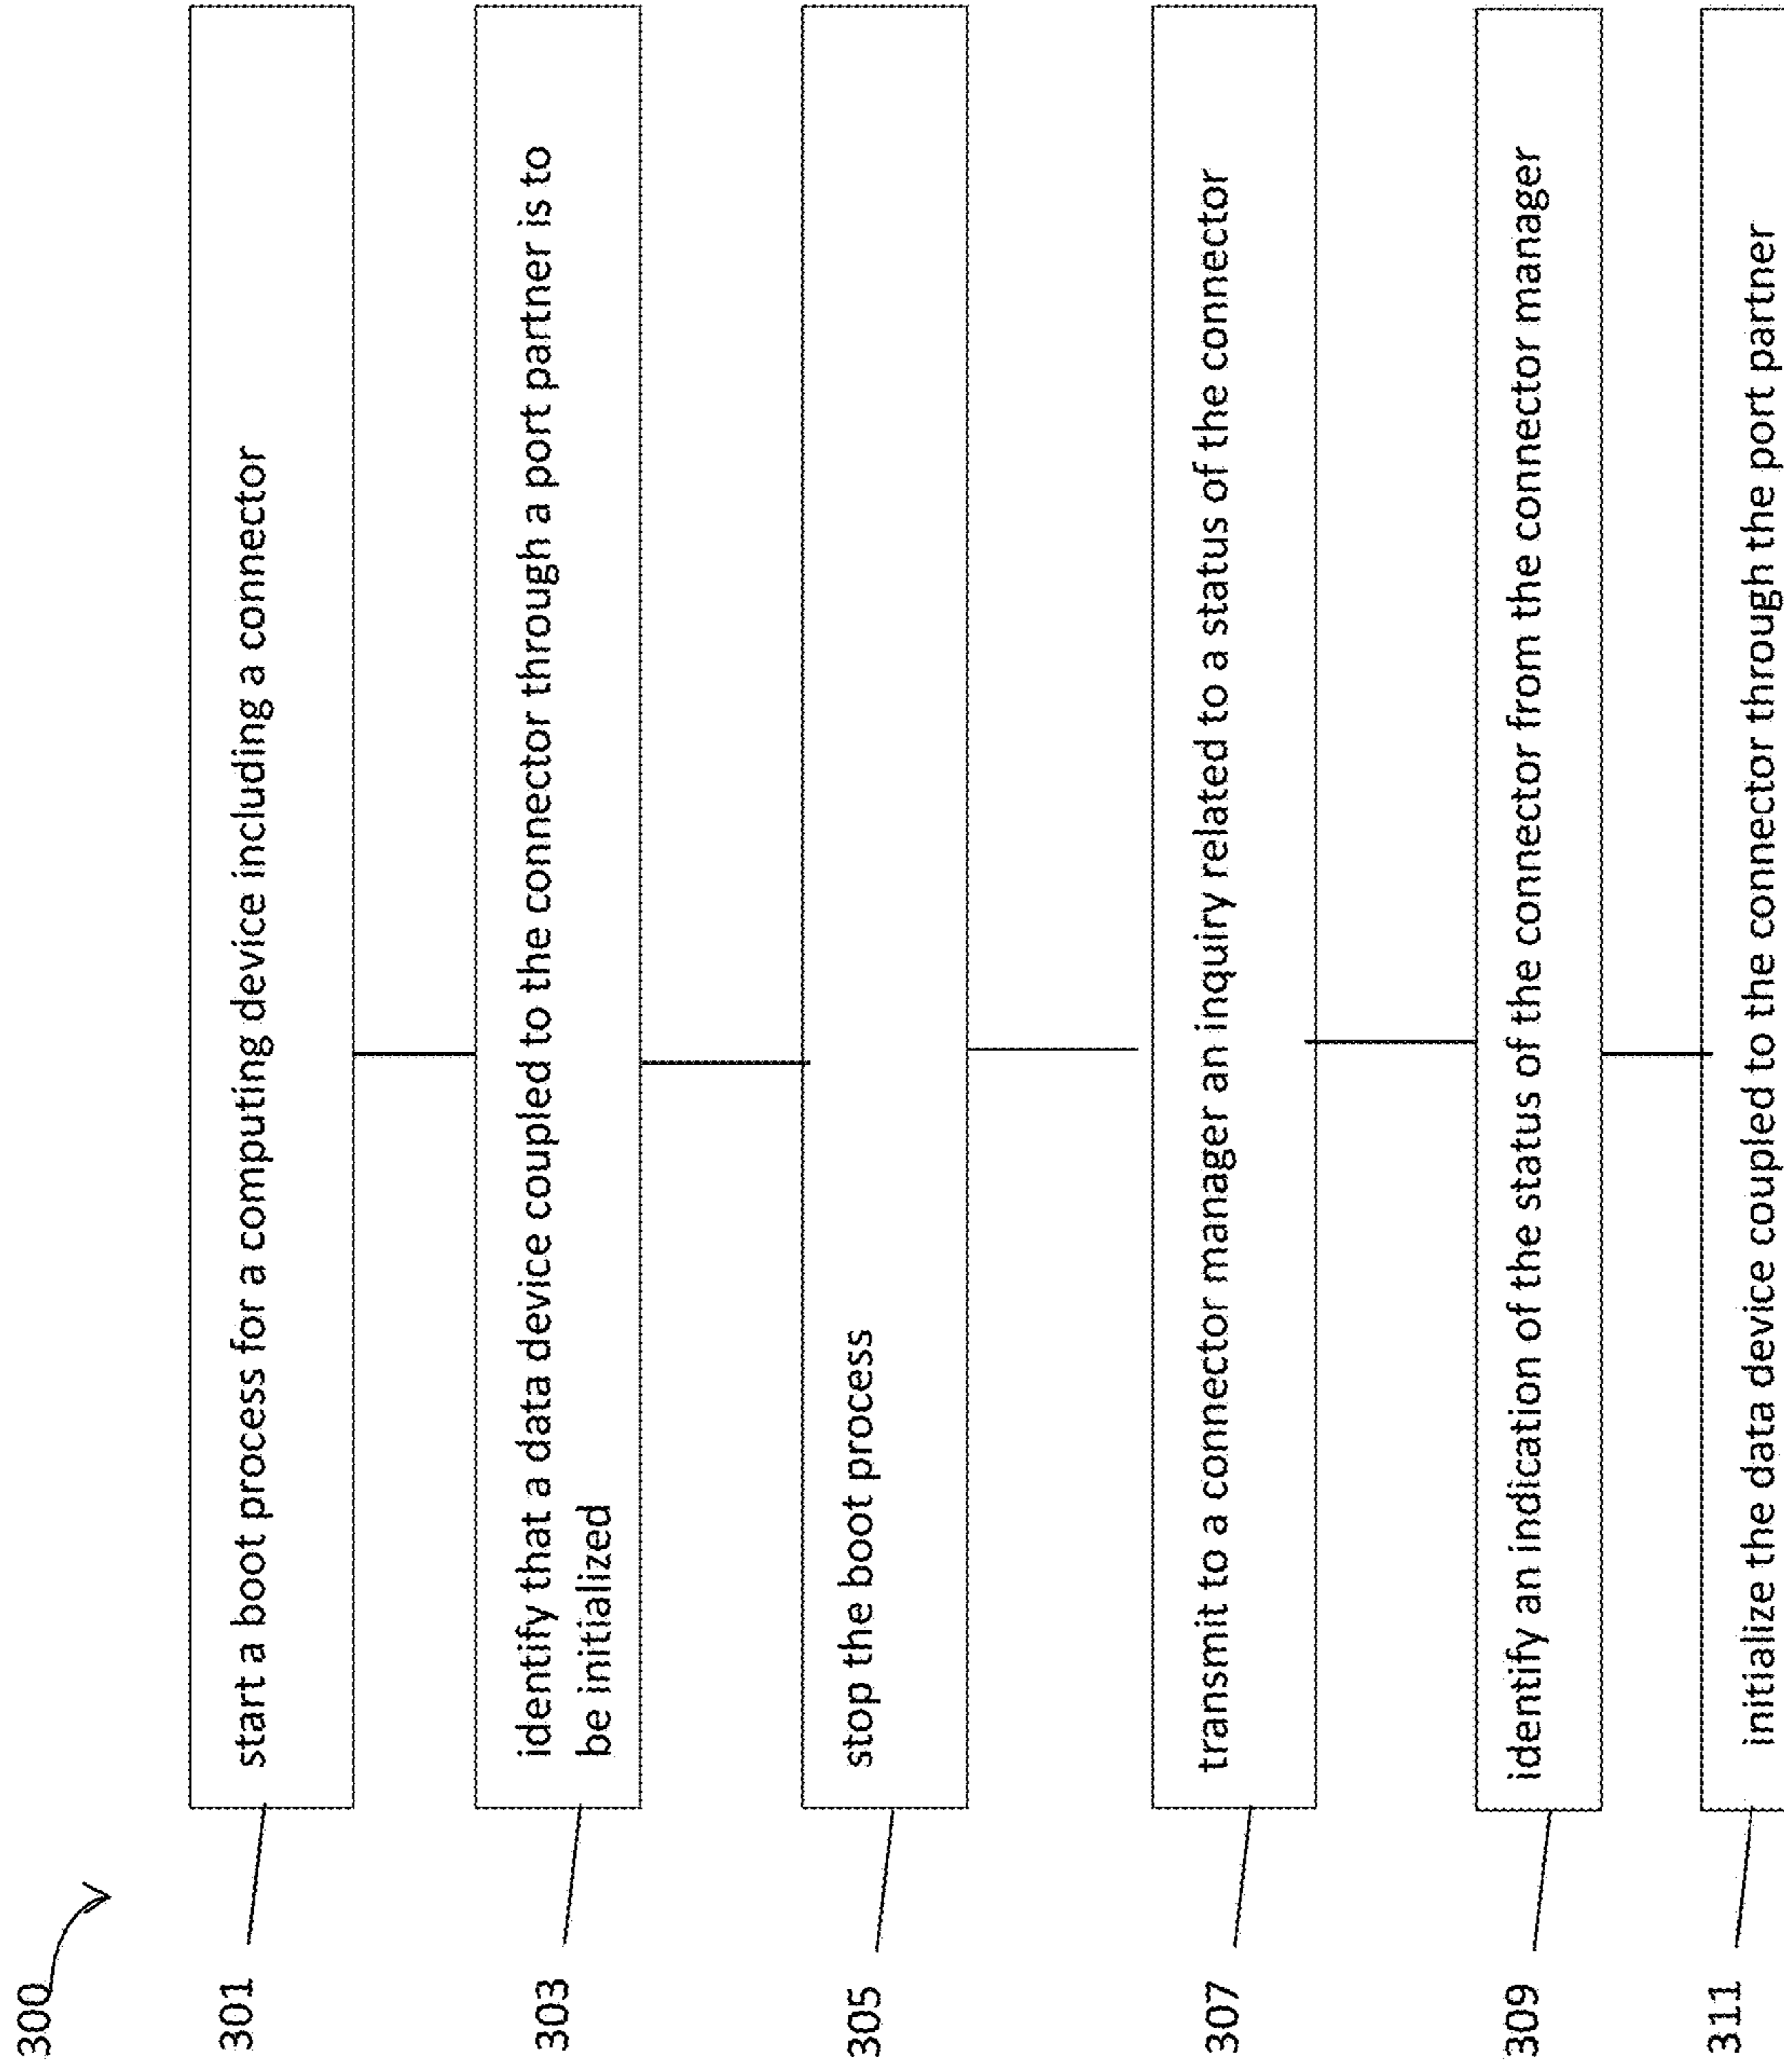 300
301
start a boot process for a computing device including a connector
303
identify that a data device coupled to the connector through a port partner is to
be initialized
305
stop the boot process
307
transmit to a connector manager an inquiry related to a status of the connector
309
identify an indication of the status of the connector from the connector manager
311
initialize the data device coupled to the connector through the port partner